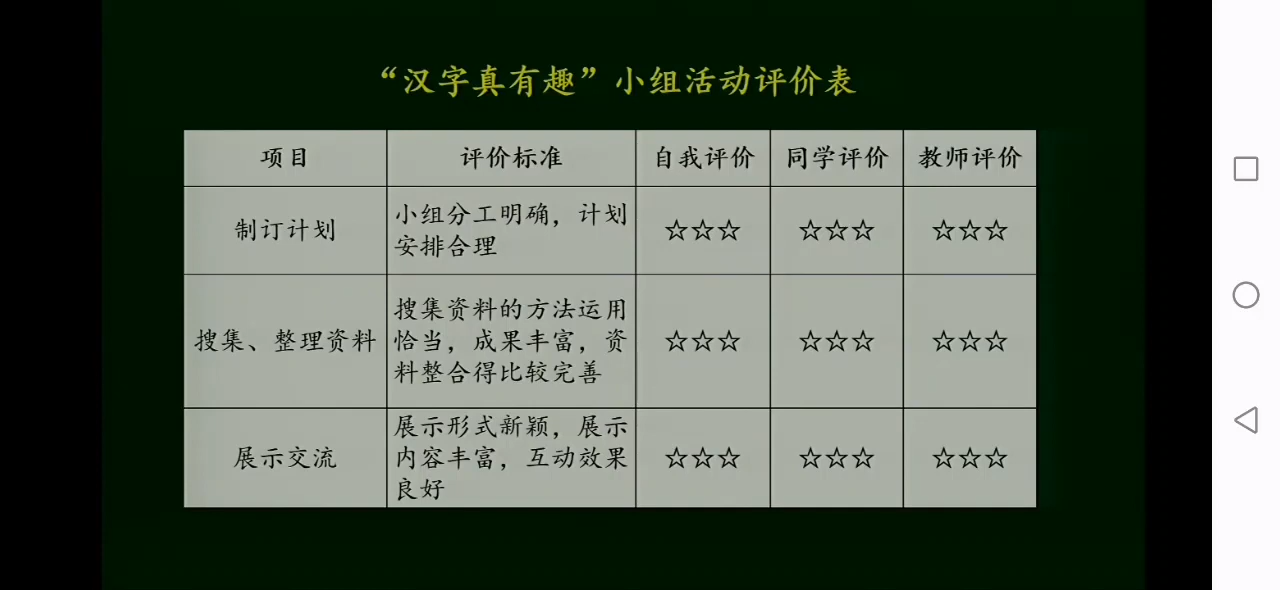 “汉字真有趣”小组活动评价表
项目 评价标准 自我评价 同学评价 教师评价
制订计划
小组分工明确，计划
安排合理
☆☆☆ ☆☆☆ ☆☆☆
搜集、整理资料
搜集资料的方法运用
恰当，成果丰富，资
料整合得比较完善
☆☆☆ ☆☆☆ ☆☆☆
展示交流
展示形式新颖，展示
内容丰富，互动效果
良好
☆☆☆ ☆☆☆ ☆☆☆